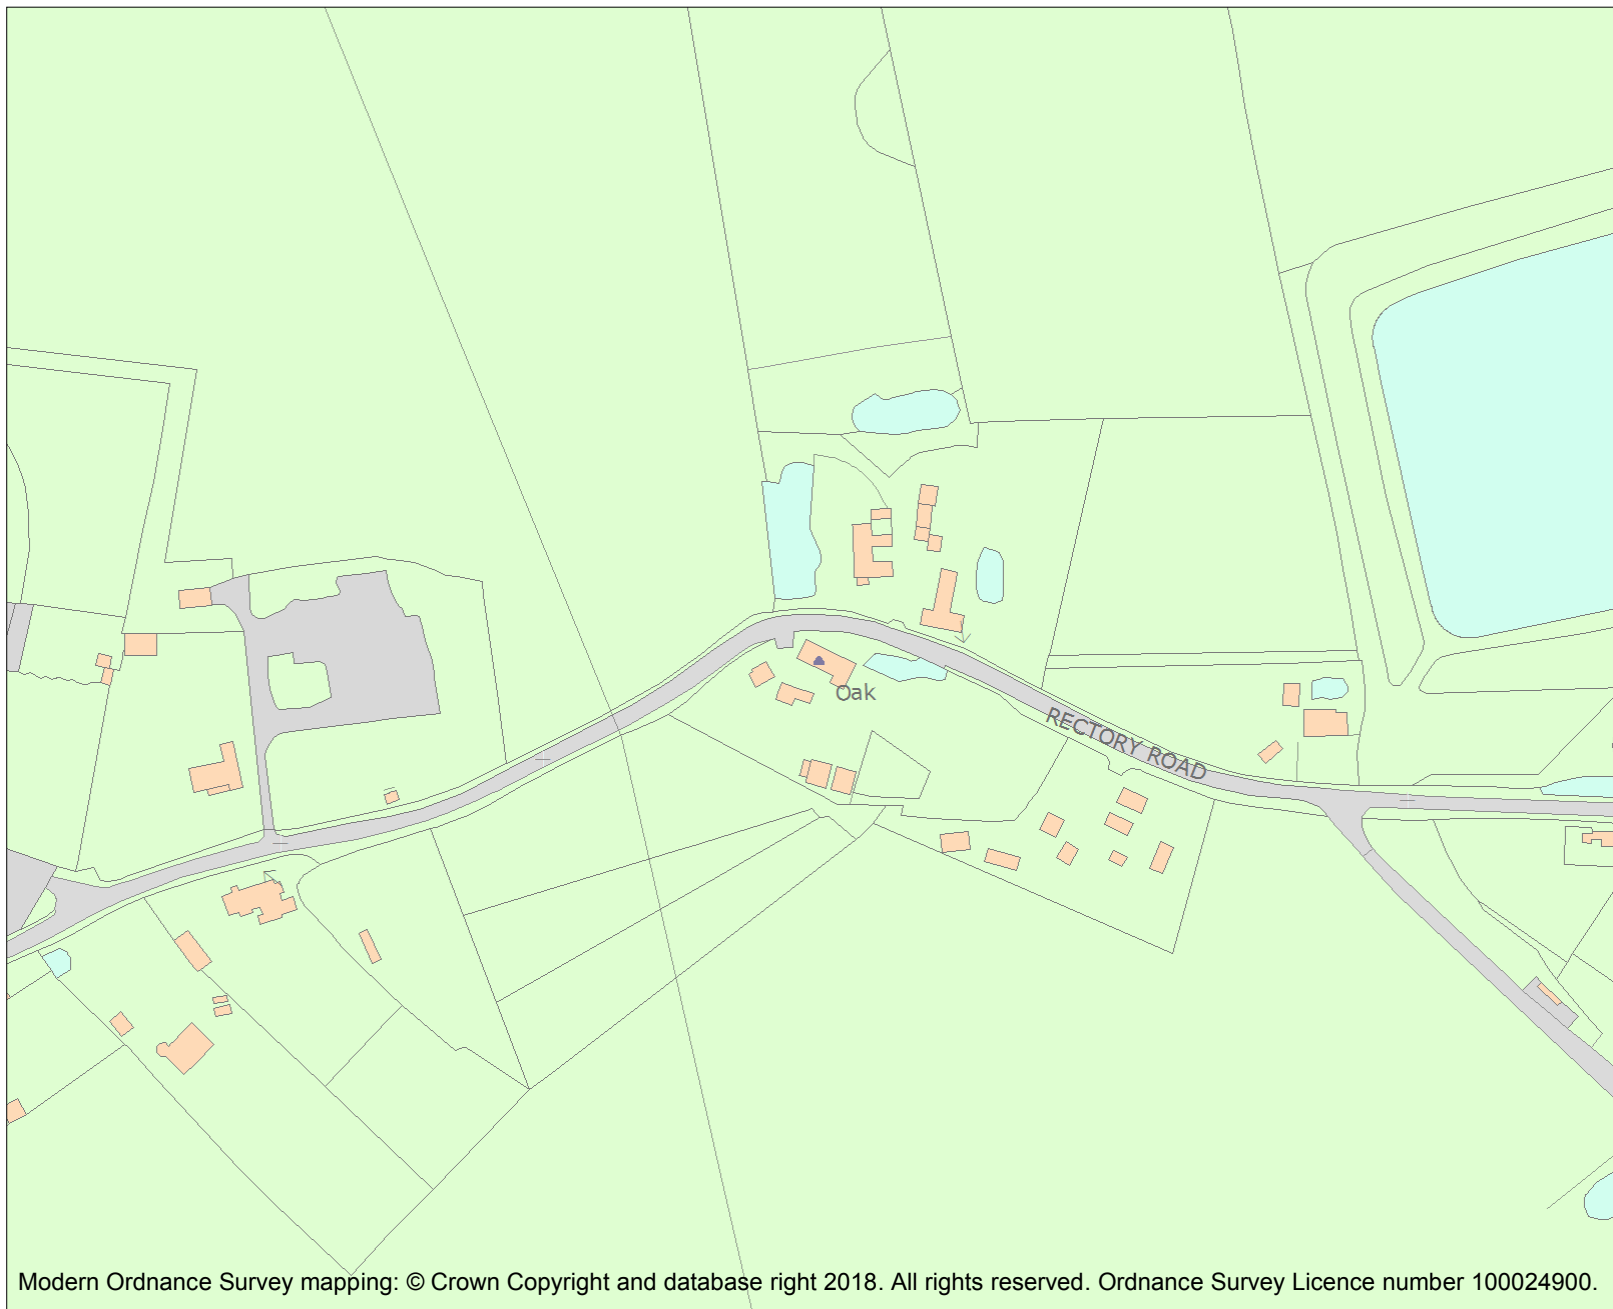 Oak
RECTORY ROAD
Modern Ordnance Survey mapping: © Crown Copyright and database right 2018. All rights reserved. Ordnance Survey Licence number 100024900.